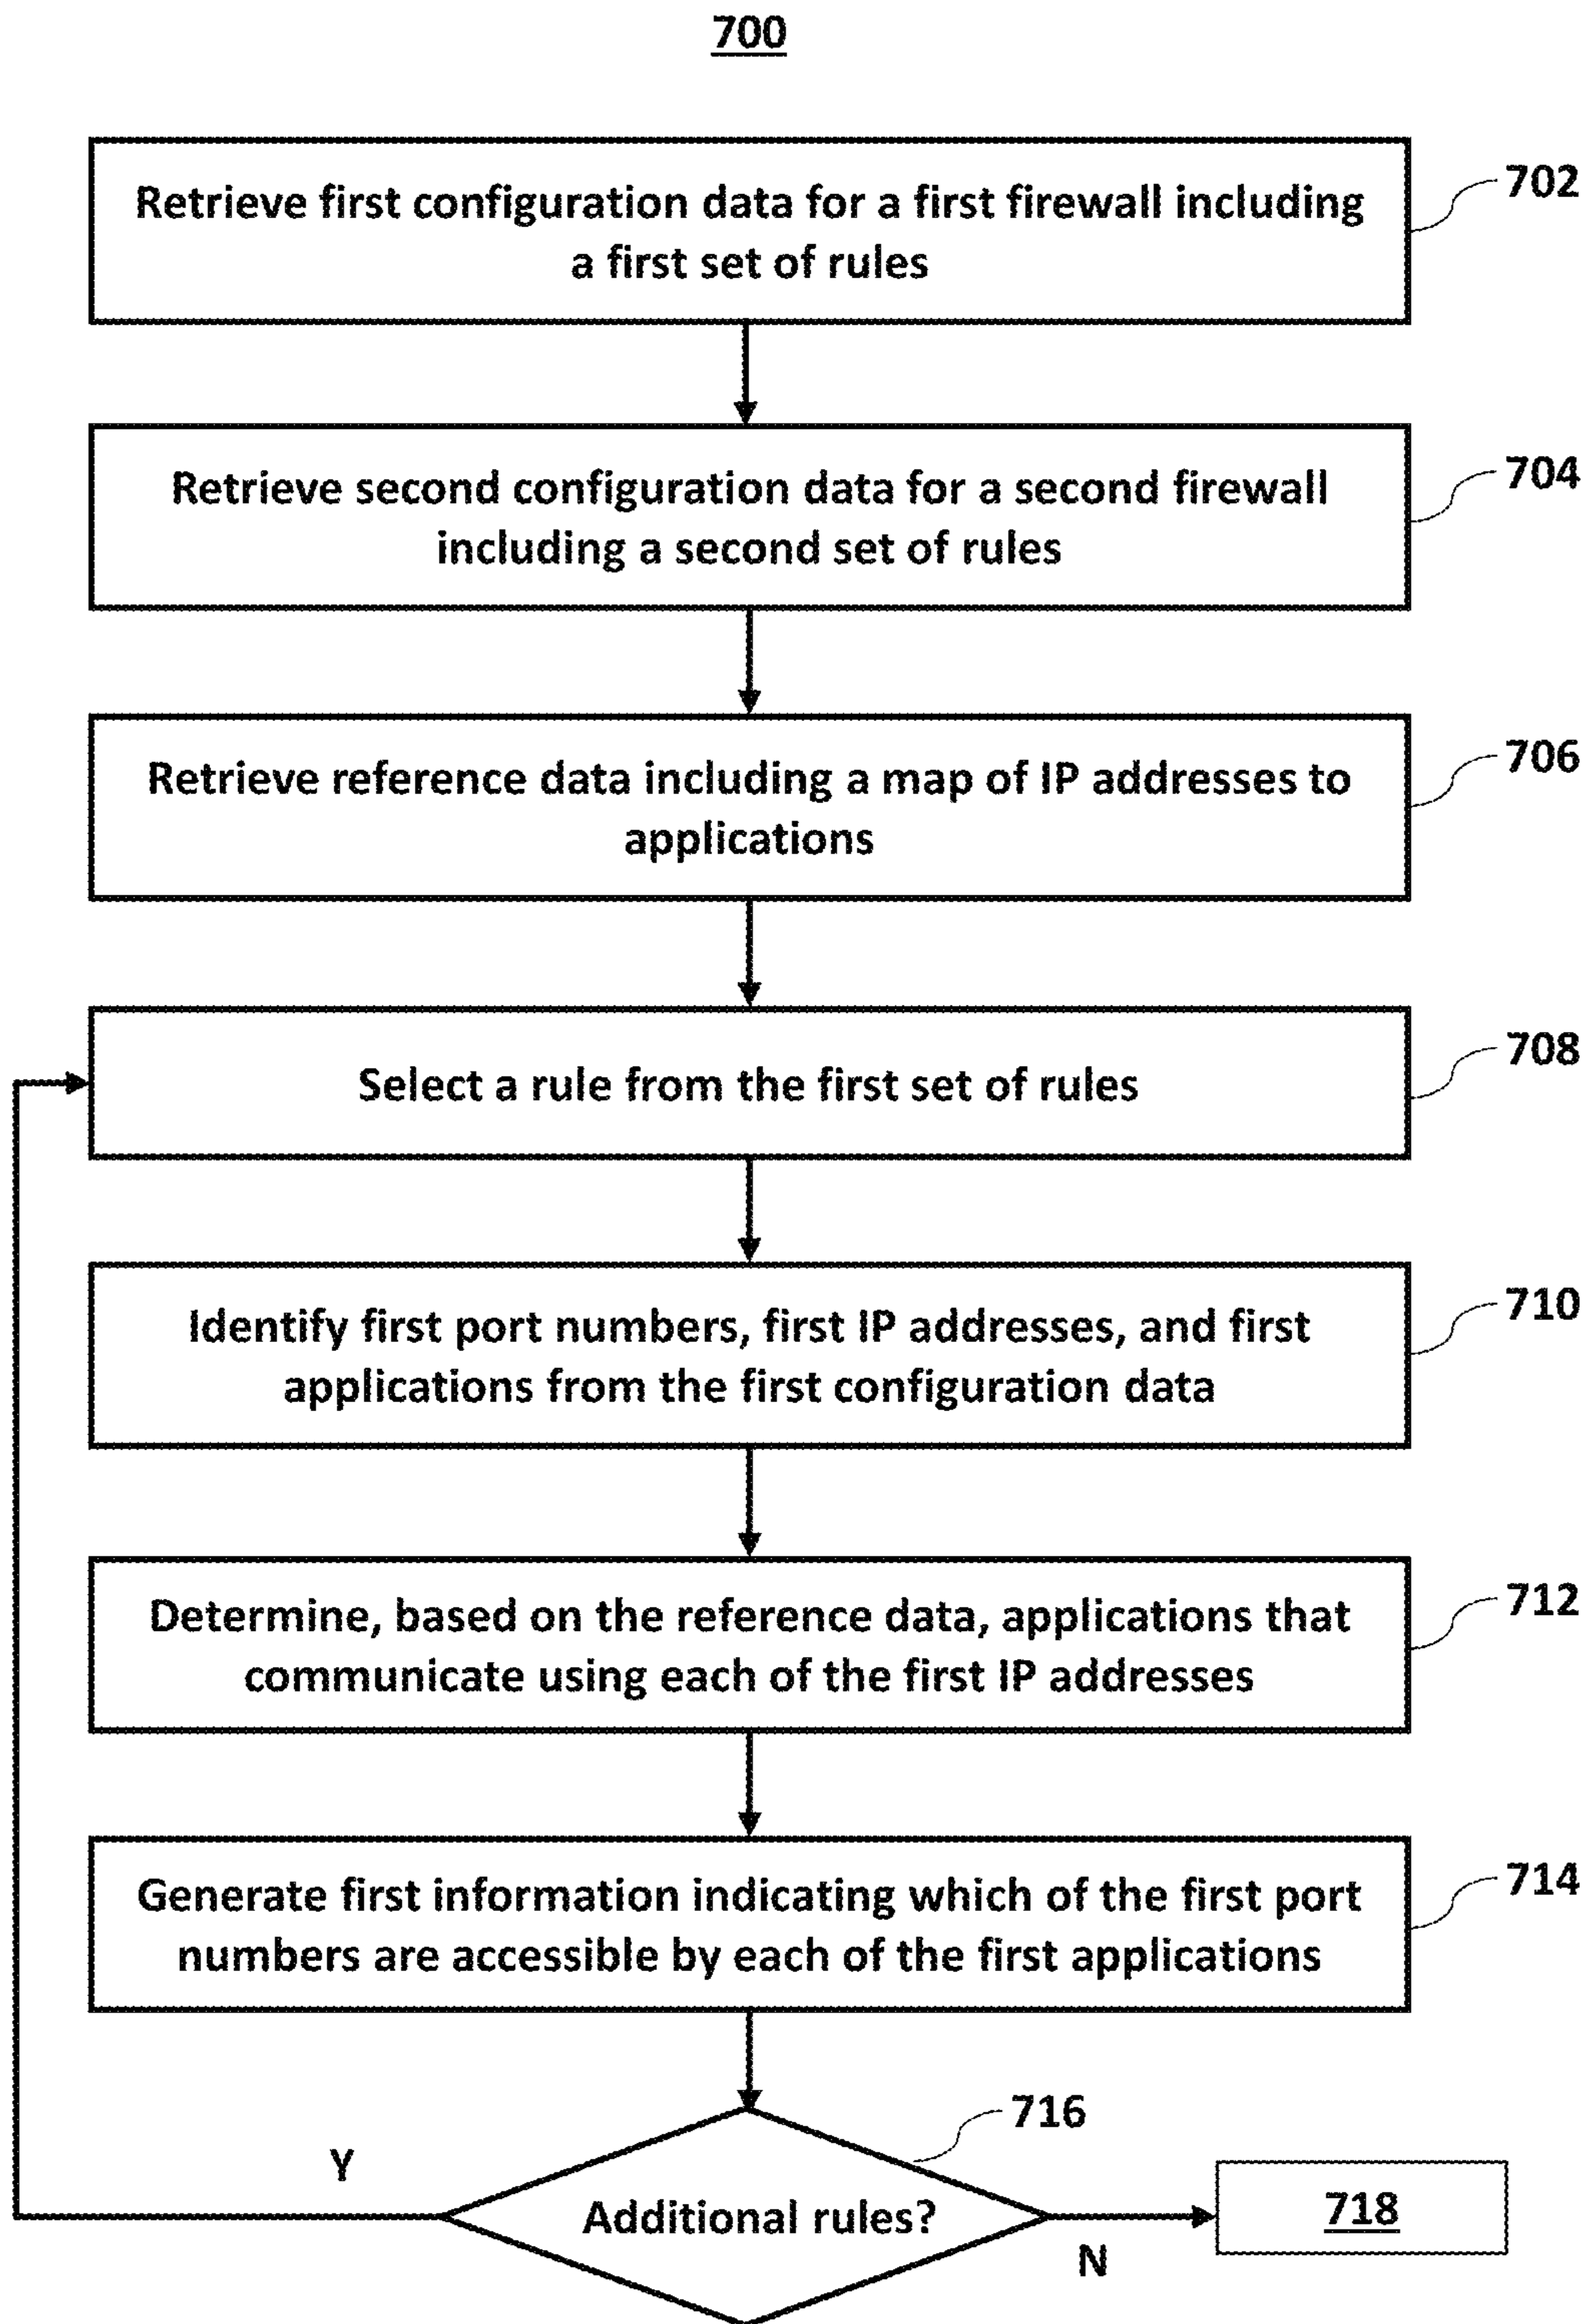 700
Retrieve first configuration data for a first firewall including
a first set of rules
702
Retrieve second configuration data for a second firewall
including a second set of rules
704
Retrieve reference data including a map of IP addresses to
applications
706
Select a rule from the first set of rules
708
Identify first port numbers, first IP addresses, and first
applications from the first configuration data
710
Determine, based on the reference data, applications that
communicate using each of the first IP addresses
712
Generate first information indicating which of the first port
numbers are accessible by each of the first applications
714
716
Y
Additional rules?
718
N